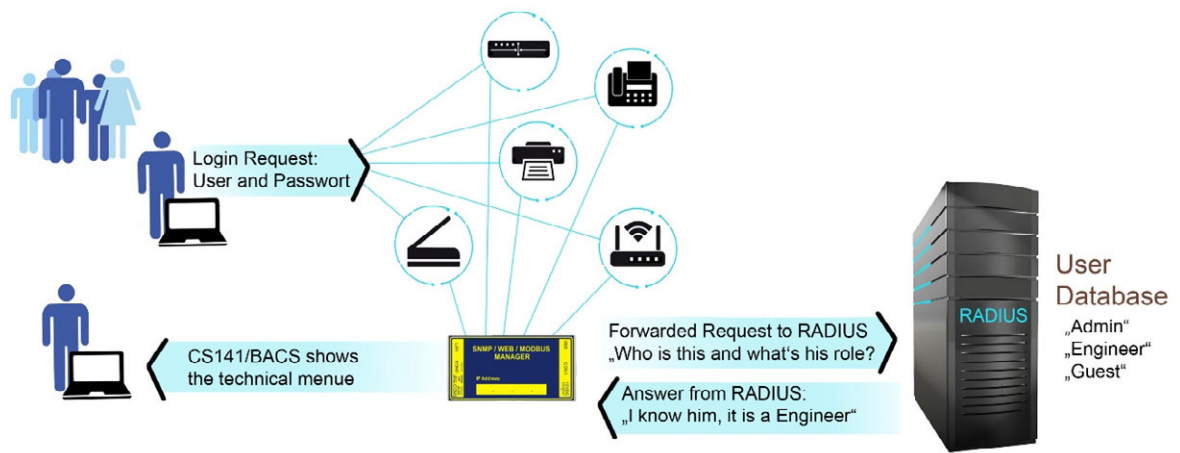 Login Request:
User and Passwort
CS141/BACS shows
the technical menue
SNMP / WEB / MODBUS
MANAGER
IP Address:
Forwarded Request to RADIUS
„Who is this and what's his role?
Answer from RADIUS:
„I know him, it is a Engineer“
RADIUS
User
Database
„Admin“
„Engineer“
„Guest“